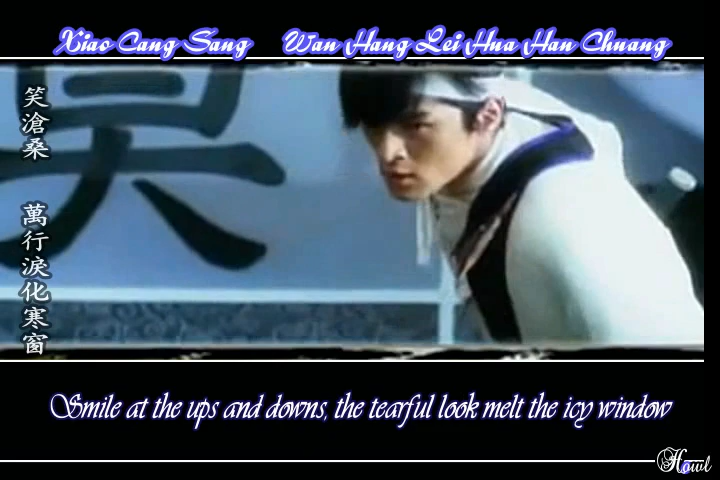 Xiao Cang Sang Wan Hang Lei Hua Han Chuang
笑滄桑
萬行淚化寒窗
吴
Smile at the ups and downs, the tearful look melt the icy window
Howl